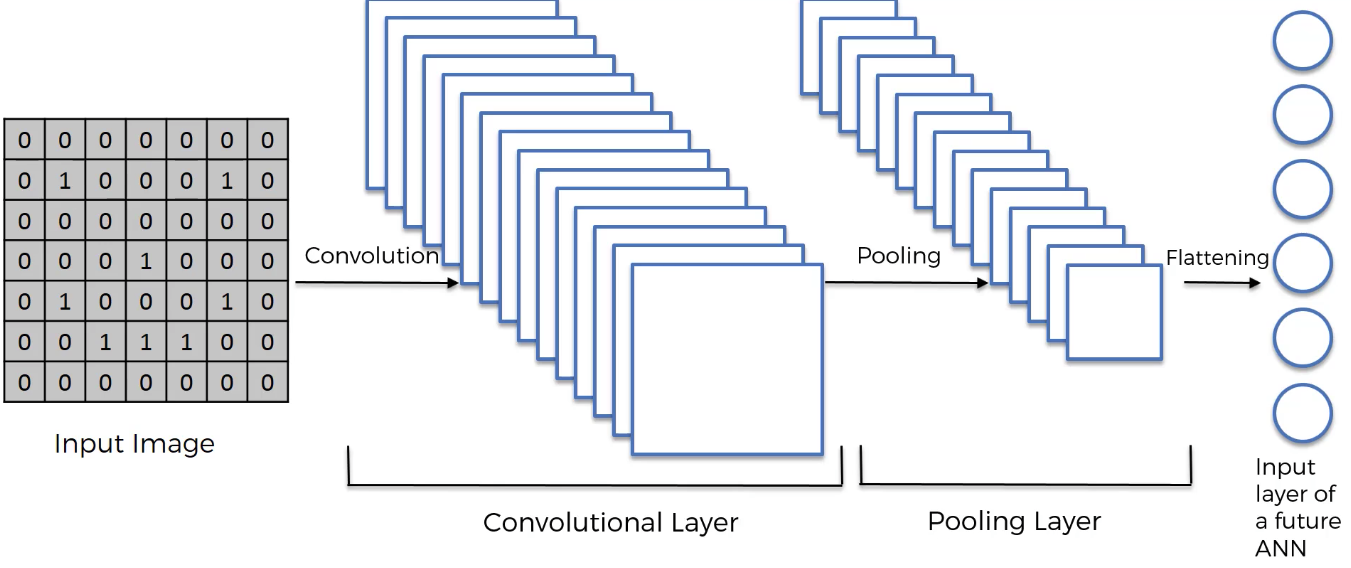 0 0 0 0 0 0 0
0 1 0 0 0 1 0
0 0 0 0 0 0 0
0 0 0 1 0 0 0
0 1 0 0 0 1 0
0 0 1 1 1 0 0
0 0 0 0 0 0 0
Input Image
Convolution
Convolutional Layer
Pooling
Pooling Layer
Flattening
Input
layer of
a future
ANN